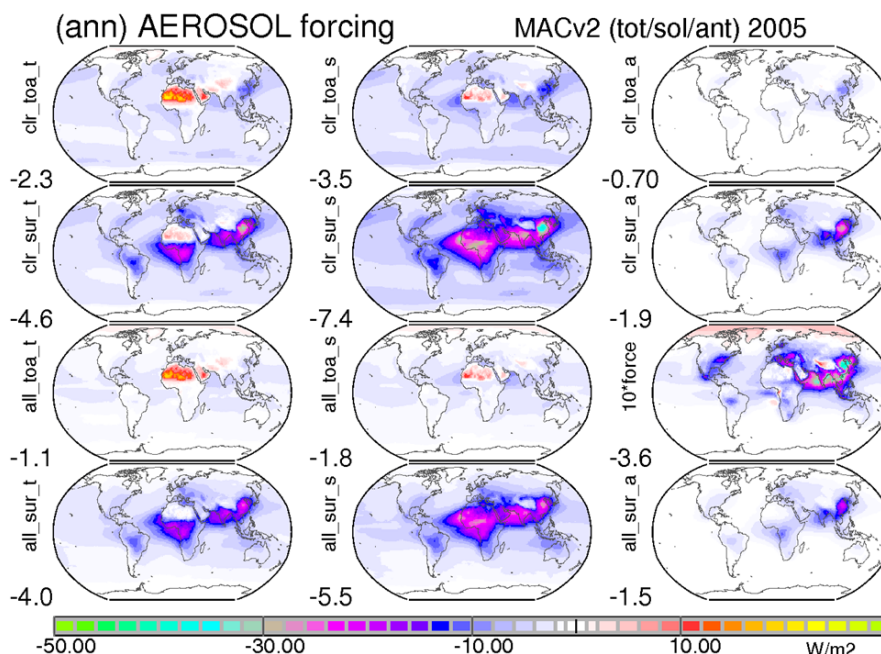 (ann) AEROSOL forcing MACv2 (tot/sol/ant) 2005
clr_toa_t clr_toa_s clr_toa_a
-2.3 -3.5 -0.70
clr_sur_t clr_sur_s clr_sur_a
-4.6 -7.4 -1.9
all_toa_t all_toa_s 10*force
-1.1 -1.8 -3.6
all_sur_t all_sur_s all_sur_a
-4.0 -5.5 -1.5
-50.00 -30.00 -10.00 10.00 W/m2